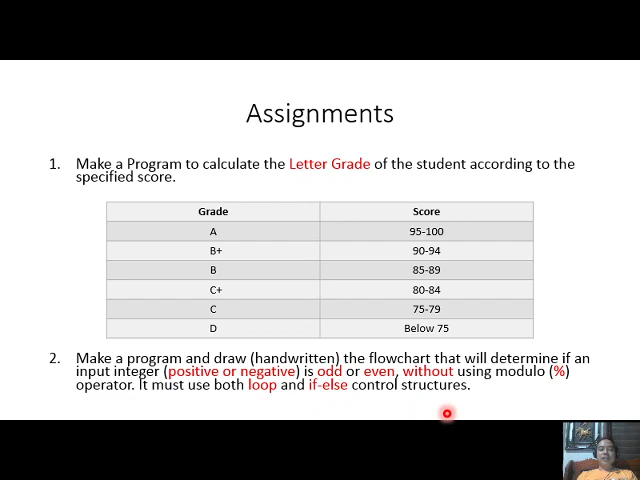 Assignments
1. Make a Program to calculate the Letter Grade of the student according to the
specified score.
Grade Score
A 95-100
B+ 90-94
B 85-89
C+ 80-84
C 75-79
D Below 75
2. Make a program and draw (handwritten) the flowchart that will determine if an
input integer (positive or negative) is odd or even, without using modulo (%)
operator. It must use both loop and if-else control structures.